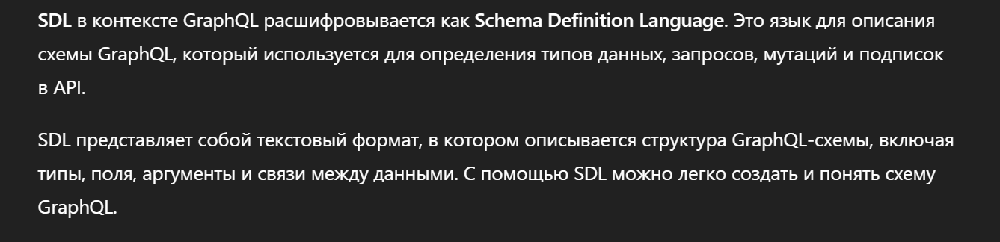 SDL в контексте GraphQL расшифровывается как Schema Definition Language. Это язык для описания
схемы GraphQL, который используется для определения типов данных, запросов, мутаций и подписок
в API.
SDL представляет собой текстовый формат, в котором описывается структура GraphQL-схемы, включая
типы, поля, аргументы и связи между данными. С помощью SDL можно легко создать и понять схему
GraphQL.